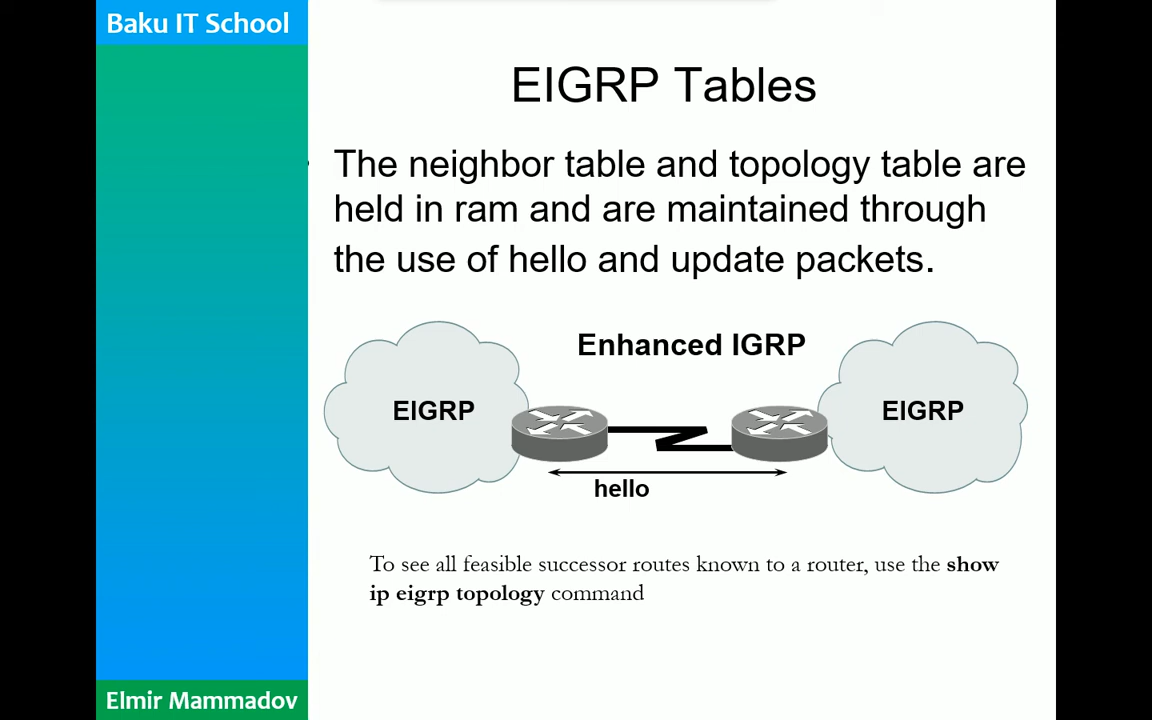 Baku IT School
EIGRP Tables
The neighbor table and topology table are
held in ram and are maintained through
the use of hello and update packets.
Enhanced IGRP
EIGRP
EIGRP
hello
To see all feasible successor routes known to a router, use the show
ip eigrp topology command
Elmir Mammadov